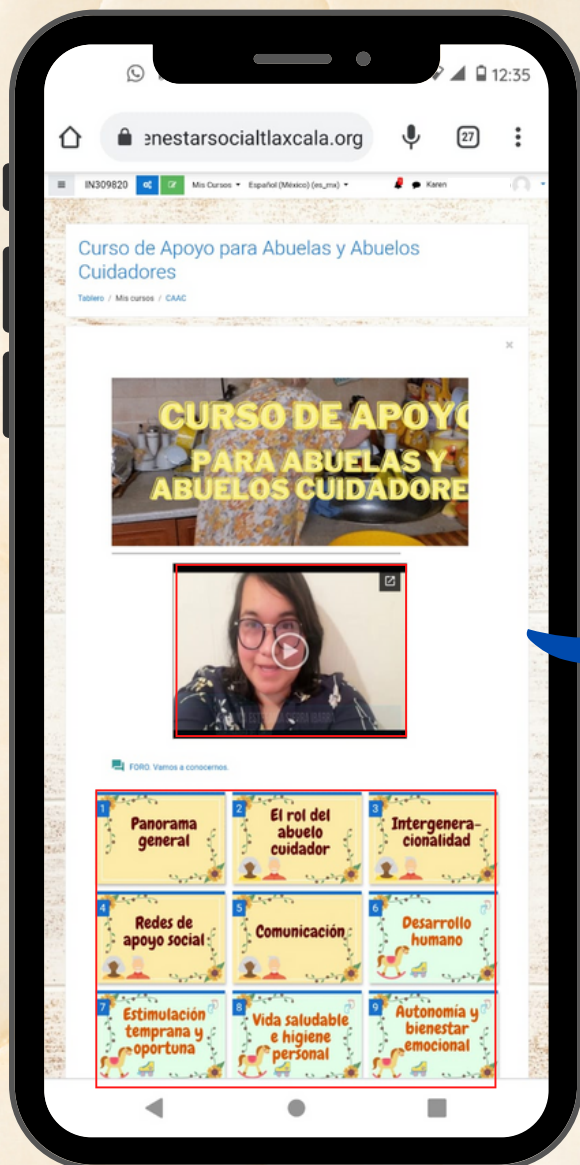 12:35
enestarsocialtlaxcala.org
27
IN309820 Mis Cursos Español (México) (es_mx) Karen
Curso de Apoyo para Abuelas y Abuelos
Cuidadores
Tablero / Mis cursos / CAAC
CURSO DE APOYO
PARA ABUELAS Y
ABUELOS CUIDADORE
FORO. Vamos a conocernos.
1
Panorama
general
2
El rol del
abuelo
cuidador
3
Intergenera-
cionalidad
4
Redes de
apoyo social
5
Comunicación
6
Desarrollo
humano
7
Estimulación
temprana y
oportuna
8
Vida saludable
e higiene
personal
9
Autonomía y
bienestar
emocional